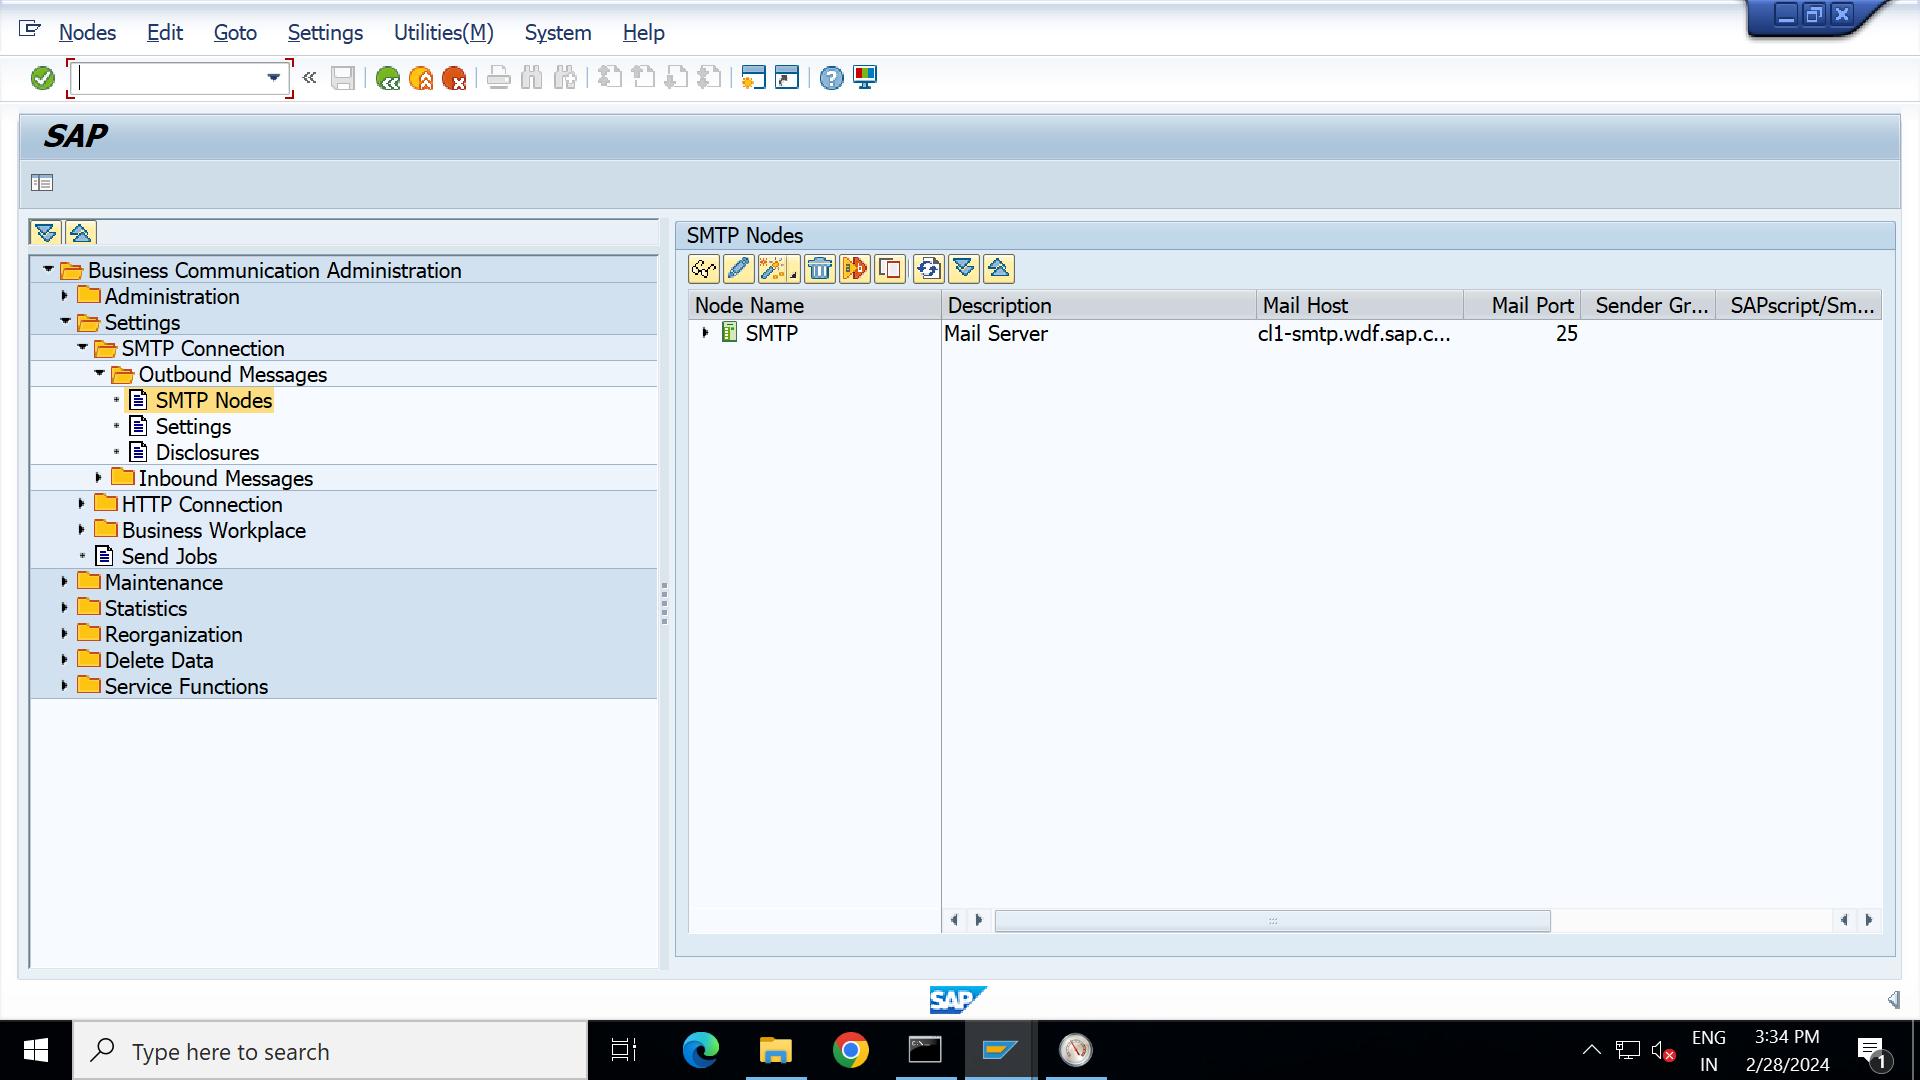 Nodes Edit Goto Settings Utilities(M) System Help
SAP
SMTP Nodes
Business Communication Administration
Administration
Settings
SMTP Connection
Outbound Messages
SMTP Nodes
Settings
Disclosures
Inbound Messages
HTTP Connection
Business Workplace
Send Jobs
Maintenance
Statistics
Reorganization
Delete Data
Service Functions
Node Name Description Mail Host Mail Port Sender Gr... SAPscript/Sm...
SMTP Mail Server cl1-smtp.wdf.sap.c... 25
SAP
Type here to search
ENG
IN
3:34 PM
2/28/2024
1